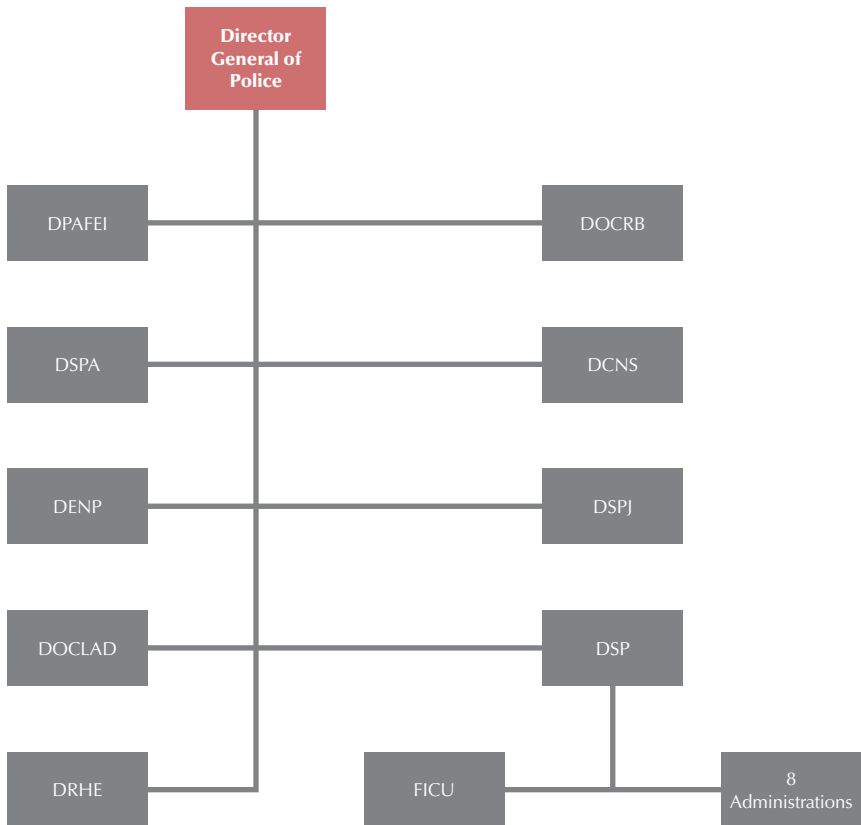 Director
General of
Police
DPAFEI
DOCRB
DSPA
DCNS
DENP
DSPJ
DOCLAD
DSP
DRHE
FICU
8
Administrations